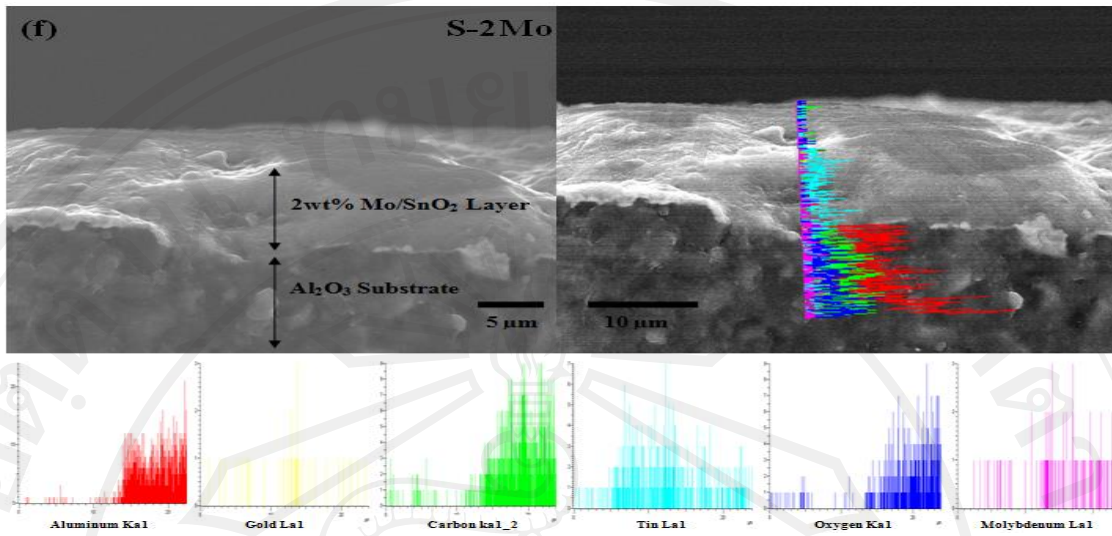 (f)
S-2Mo
2wt% Mo/SnO₂ Layer
Al₂O₃ Substrate
5 μm
10 μm
Aluminum Ka1
Gold La1
Carbon ka1_2
Tin La1
Oxygen Ka1
Molybdenum La1